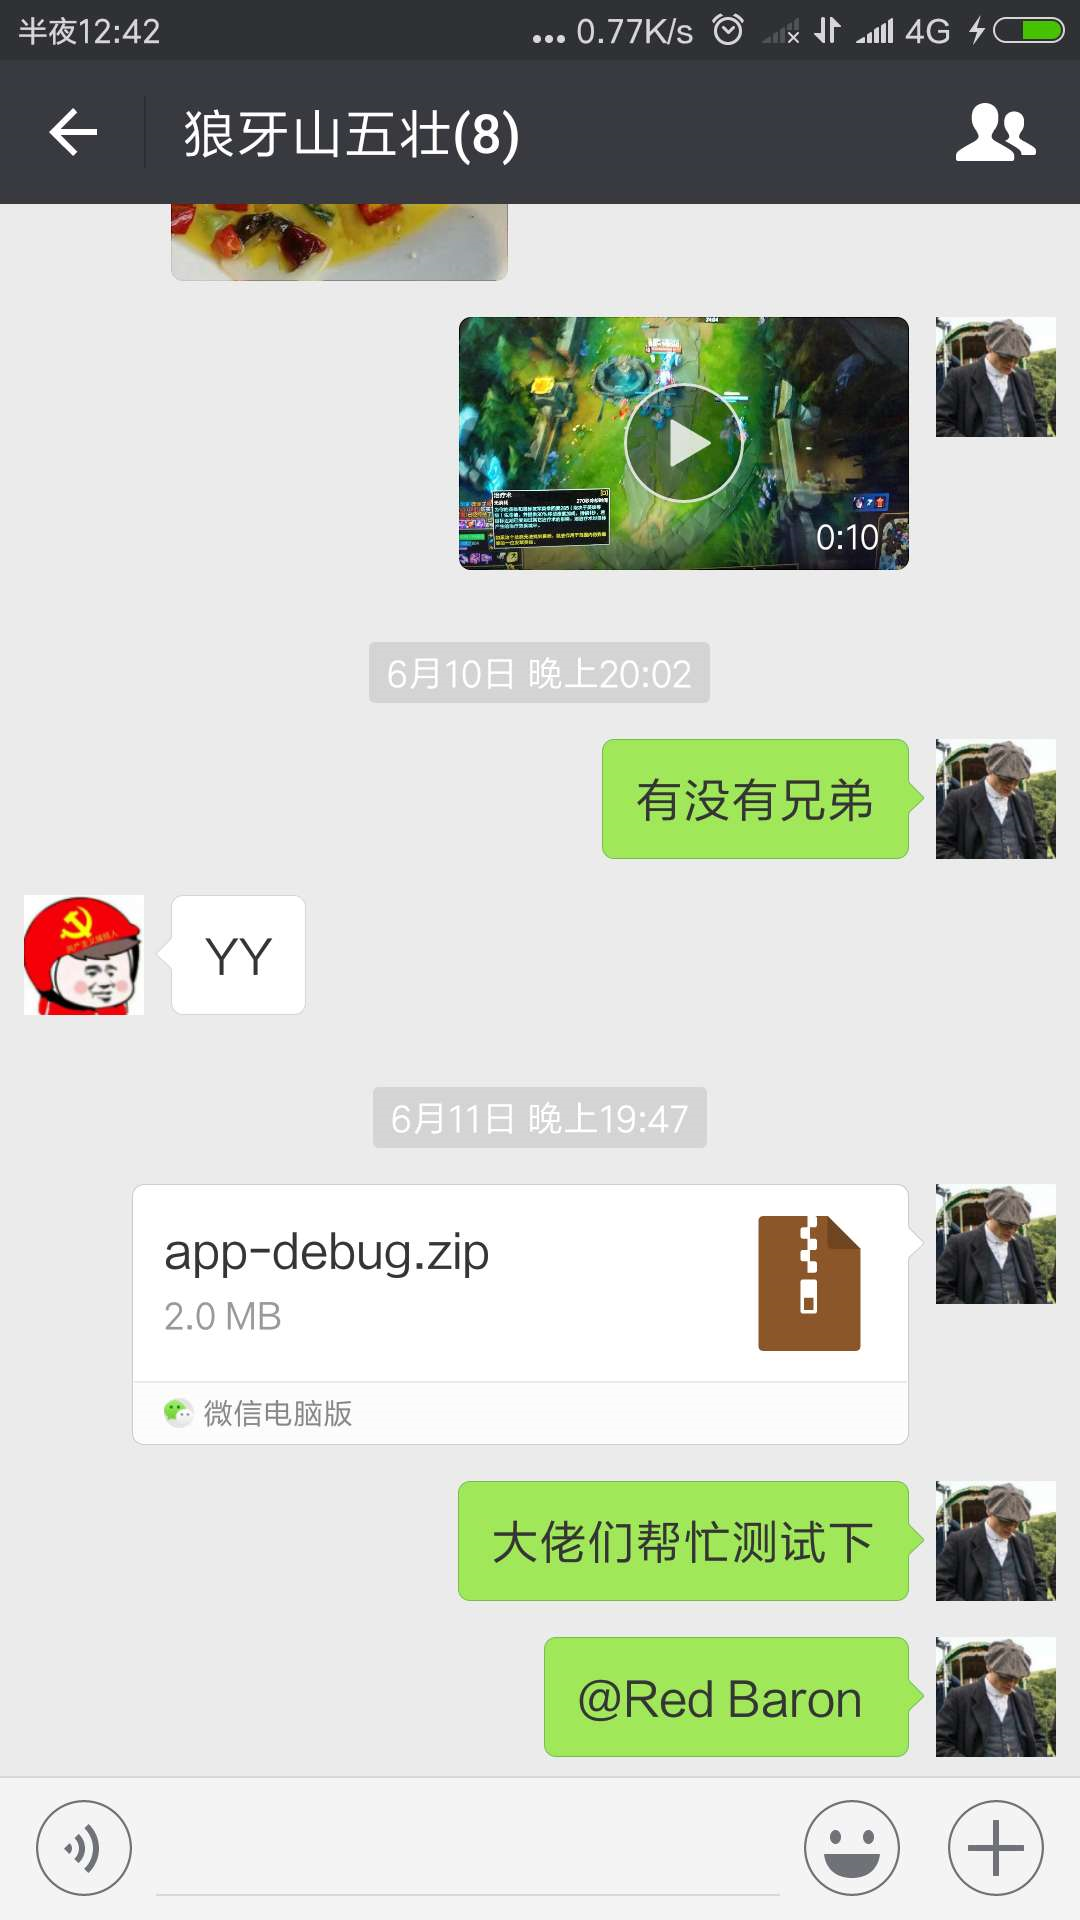 半夜12:42
... 0.77K/s
4G
狼牙山五壮(8)
治疗术
0:10
6月10日 晚上20:02
有没有兄弟
YY
6月11日 晚上19:47
app-debug.zip
2.0 MB
微信电脑版
大佬们帮忙测试下
@Red Baron